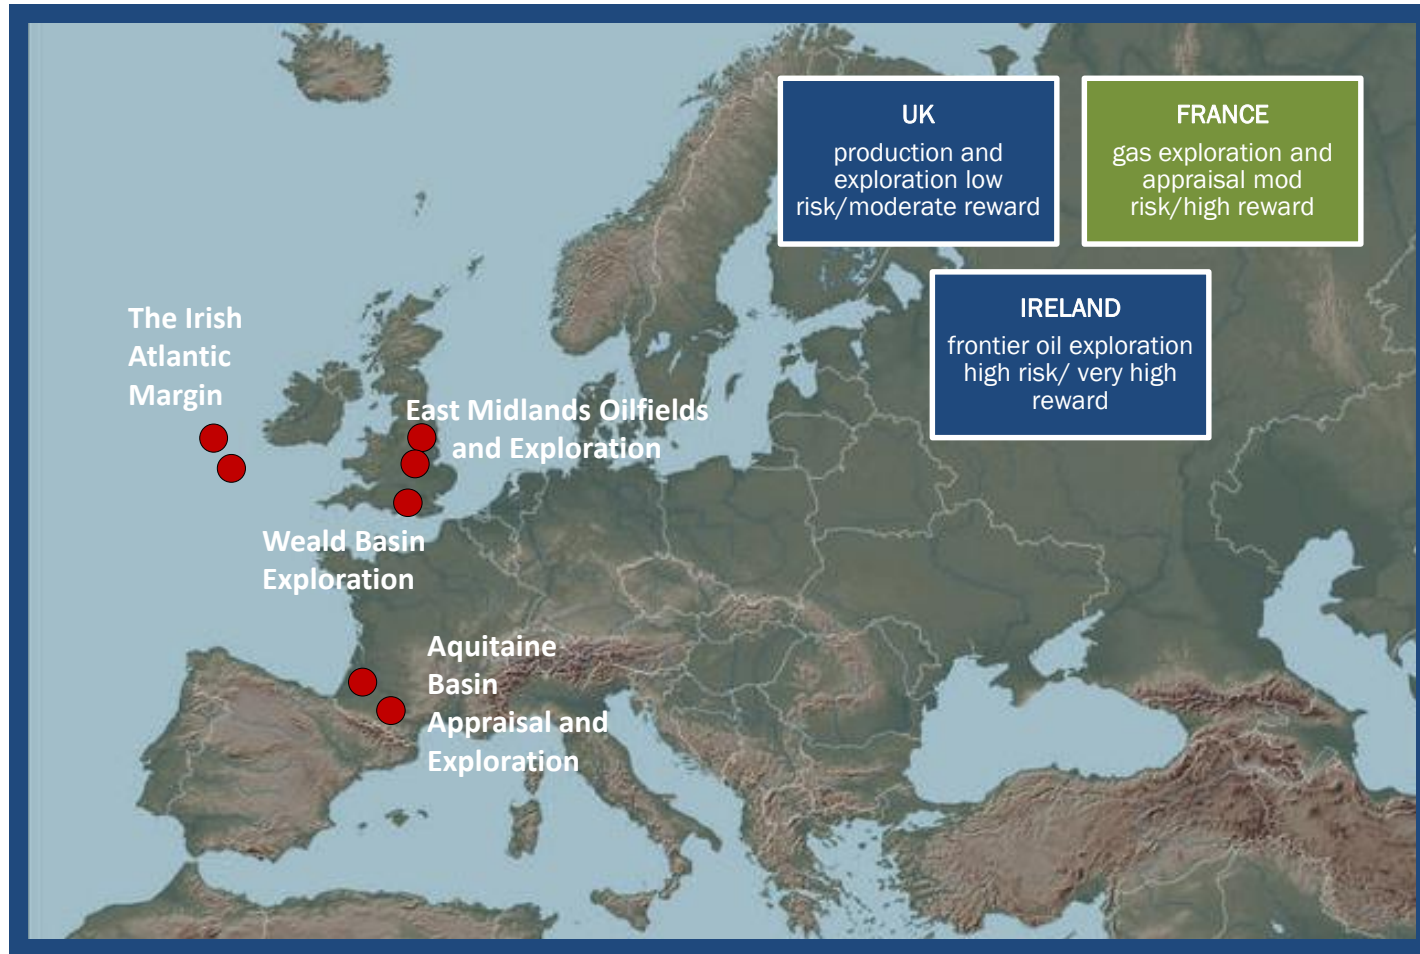 UK
production and
exploration low
risk/moderate reward
FRANCE
gas exploration and
appraisal mod
risk/high reward
IRELAND
frontier oil exploration
high risk/ very high
reward
The Irish
Atlantic
Margin
East Midlands Oilfields
and Exploration
Weald Basin
Exploration
Aquitaine
Basin
Appraisal and
Exploration